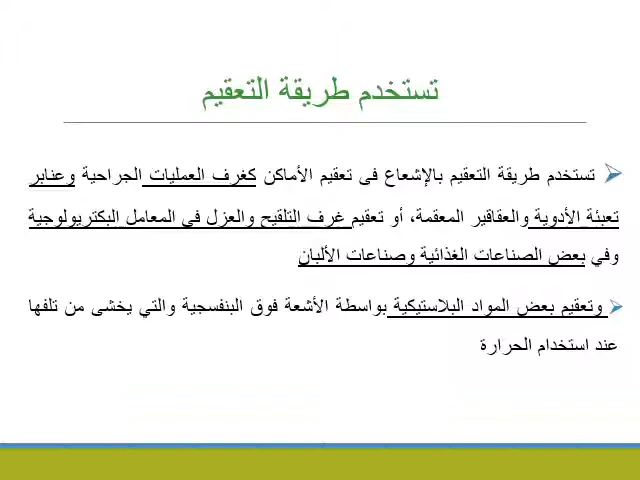 تستخدم طريقة التعقيم
تستخدم طريقة التعقيم بالإشعاع فى تعقيم الأماكن كغرف العمليات الجراحية وعنابر
تعبئة الأدوية والعقاقير المعقمة، أو تعقيم غرف التلقيح والعزل في المعامل البكتريولوجية
وفي بعض الصناعات الغذائية وصناعات الألبان
وتعقيم بعض المواد البلاستيكية بواسطة الأشعة فوق البنفسجية والتي يخشى من تلفها
عند استخدام الحرارة